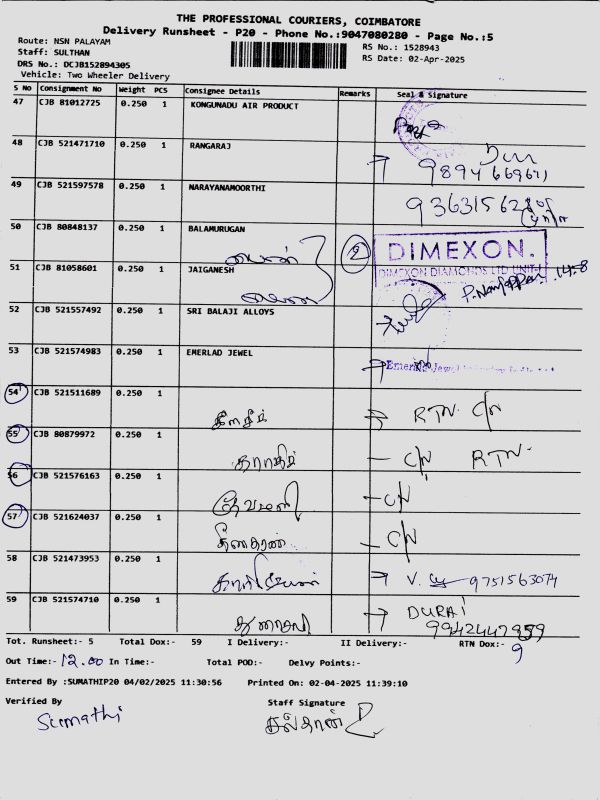 THE PROFESSIONAL COURIERS, COIMBATORE
Delivery Runsheet - P20 - Phone No.:9047080280 - Page No.:5
Route: NSN PALAYAM
Staff: SULTHAN
DRS No.: DCJB152894305
Vehicle: Two Wheeler Delivery
RS No.: 1528943
RS Date: 02-Apr-2025
S No Consignment No Weight PCS Consignee Details Remarks Seal & Signature
47 CJB 81012725 0.250 1 KONGUNADU AIR PRODUCT
48 CJB 521471710 0.250 1 RANGARAJ
49 CJB 521597578 0.250 1 NARAYANAMOORTHI
50 CJB 80848137 0.250 1 BALAMURUGAN
2 DIMEXON.
DIMEXON DIAMONDS LTD UNIT-I
51 CJB 81058601 0.250 1 JAIGANESH
52 CJB 521557492 0.250 1 SRI BALAJI ALLOYS
53 CJB 521574983 0.250 1 EMERLAD JEWEL
54 CJB 521511689 0.250 1 RTN. C/N
55 CJB 80879972 0.250 1 C/N RTN.
56 CJB 521576163 0.250 1 தேவமணி - C/N
57 CJB 521624037 0.250 1 - C/N
58 CJB 521473953 0.250 1 V. 9751563074
59 CJB 521574710 0.250 1 துரைசாமி DURAI
9942447959
Tot. Runsheet:- 5 Total Dox:- 59 I Delivery:- II Delivery:- RTN Dox:- 9
Out Time:- 12.00 In Time:- Total POD:- Delvy Points:-
Entered By :SUMATHIP20 04/02/2025 11:30:56 Printed On: 02-04-2025 11:39:10
Verified By Staff Signature
Sumathi சுல்தான்